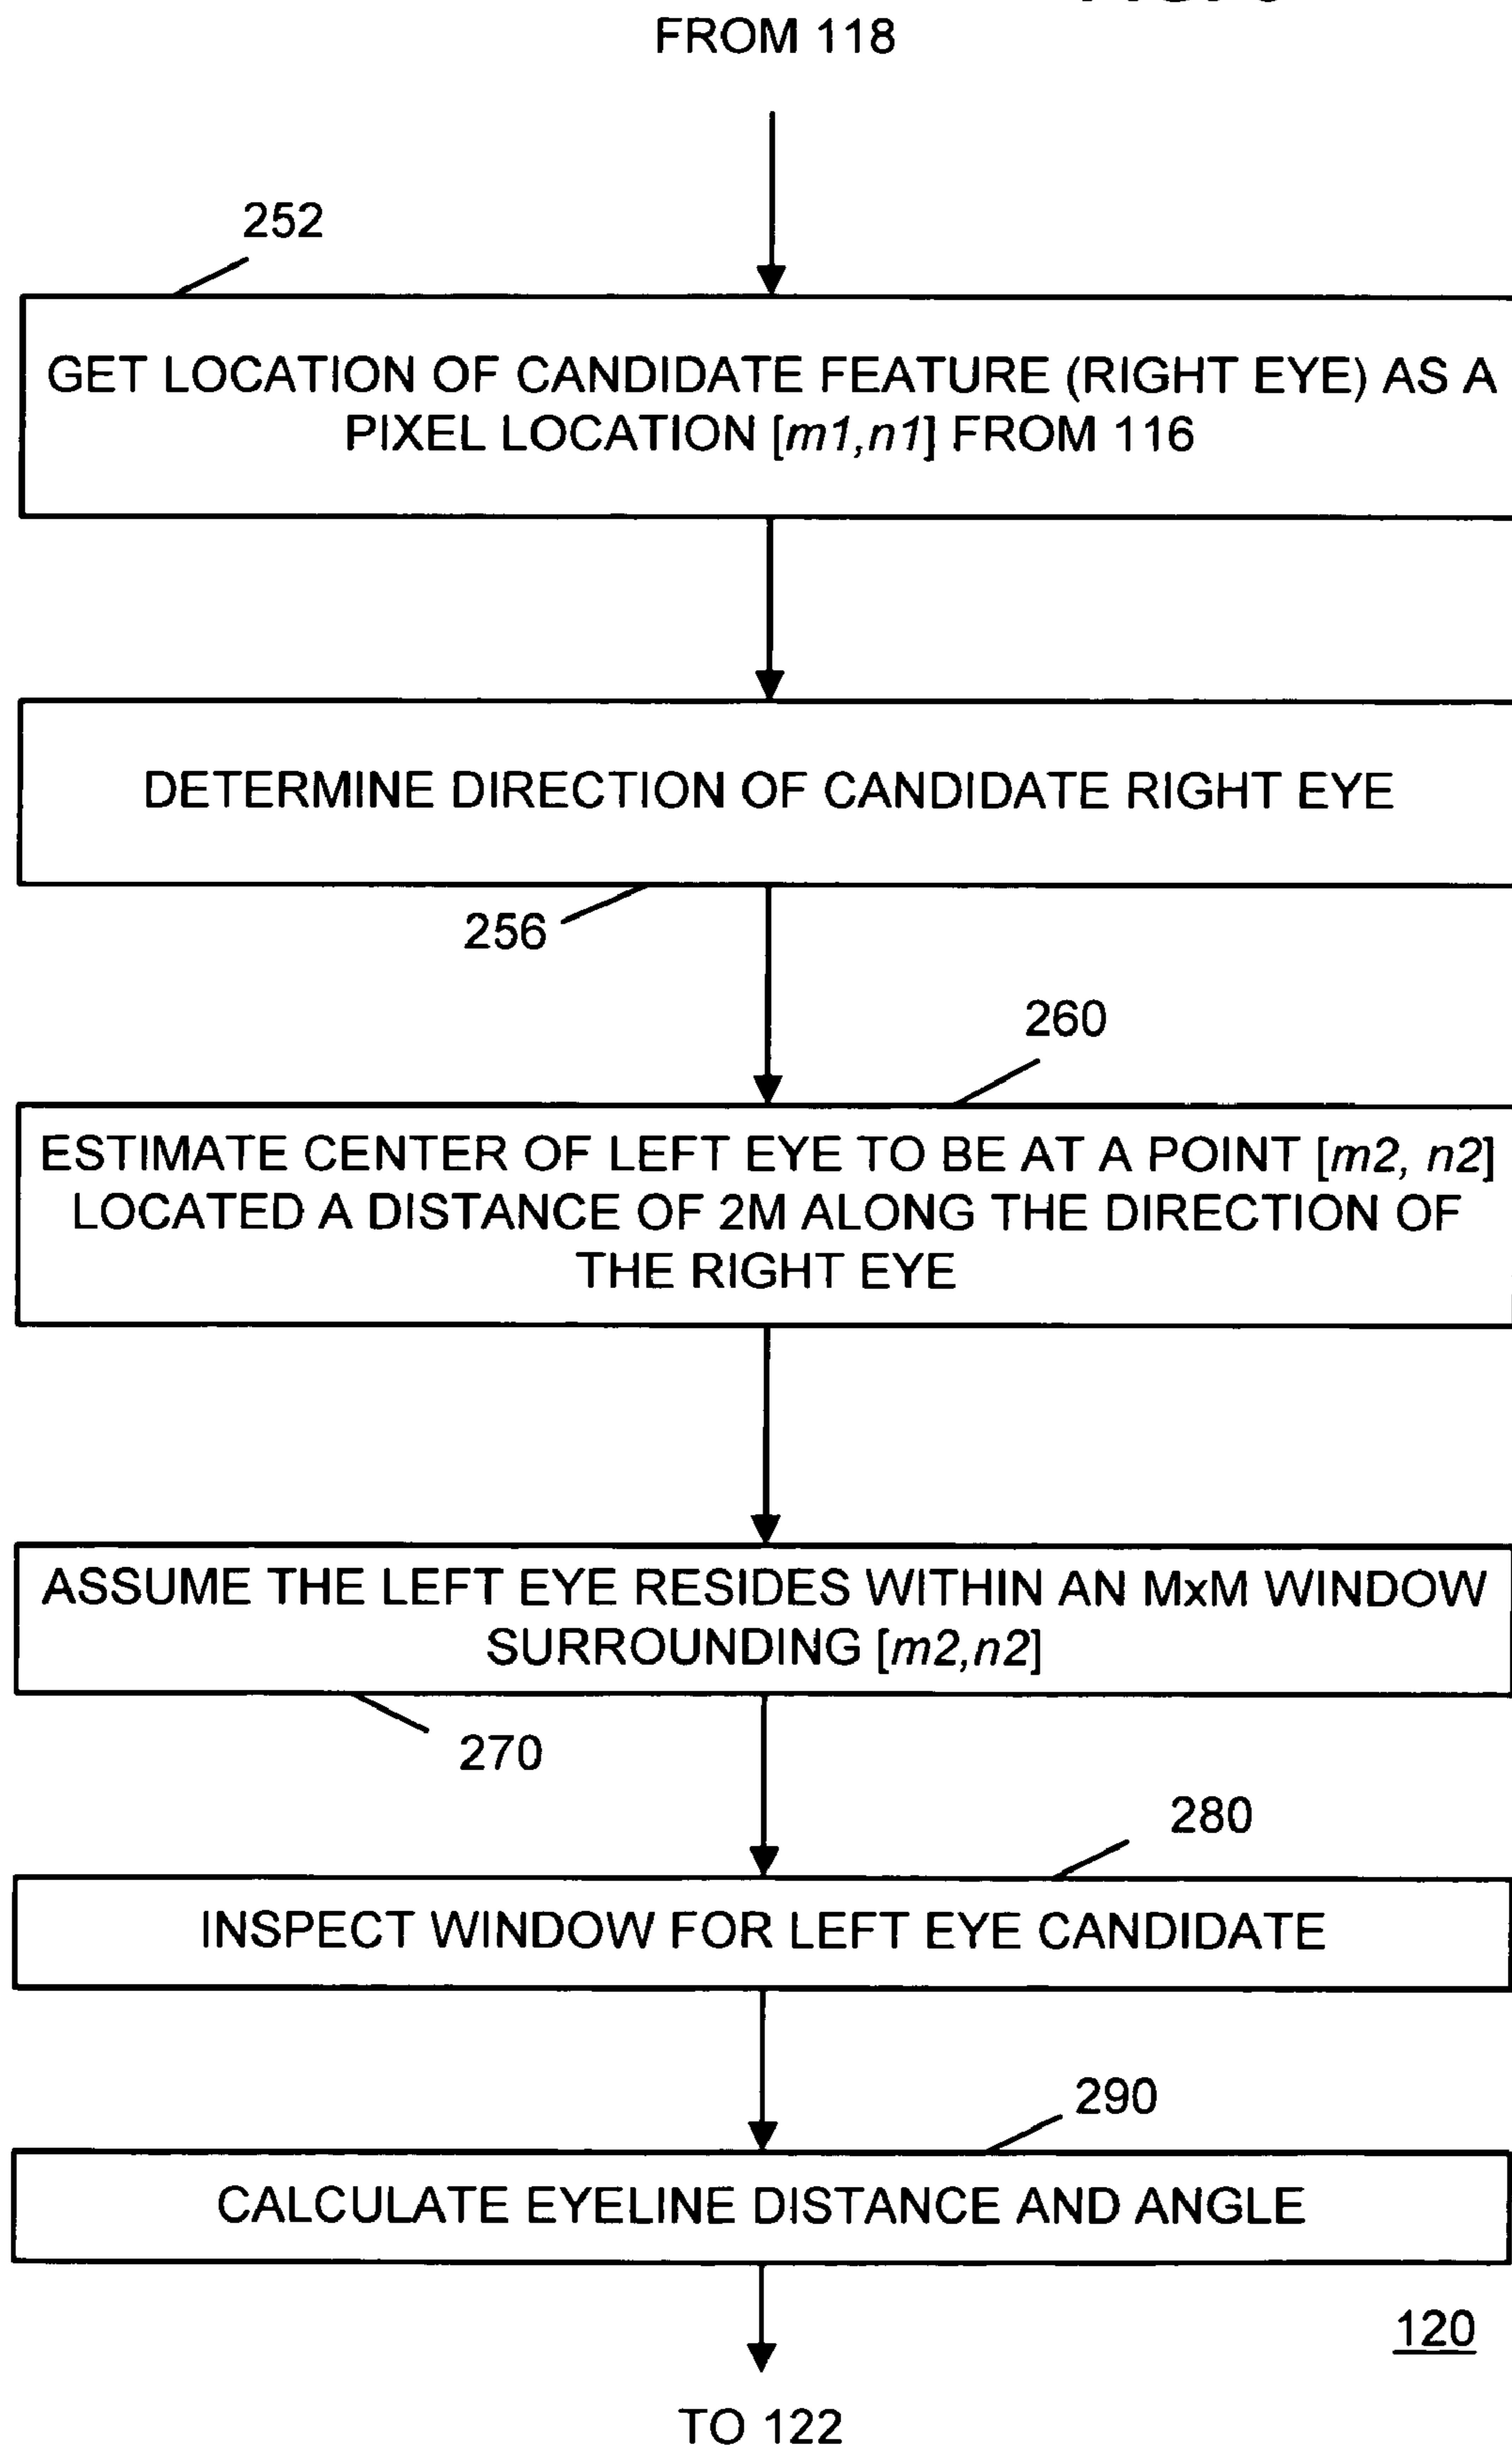 FROM 118
252
GET LOCATION OF CANDIDATE FEATURE (RIGHT EYE) AS A
PIXEL LOCATION [m1,n1] FROM 116
DETERMINE DIRECTION OF CANDIDATE RIGHT EYE
256
260
ESTIMATE CENTER OF LEFT EYE TO BE AT A POINT [m2, n2]
LOCATED A DISTANCE OF 2M ALONG THE DIRECTION OF
THE RIGHT EYE
ASSUME THE LEFT EYE RESIDES WITHIN AN MxM WINDOW
SURROUNDING [m2,n2]
270
280
INSPECT WINDOW FOR LEFT EYE CANDIDATE
290
CALCULATE EYELINE DISTANCE AND ANGLE
120
TO 122